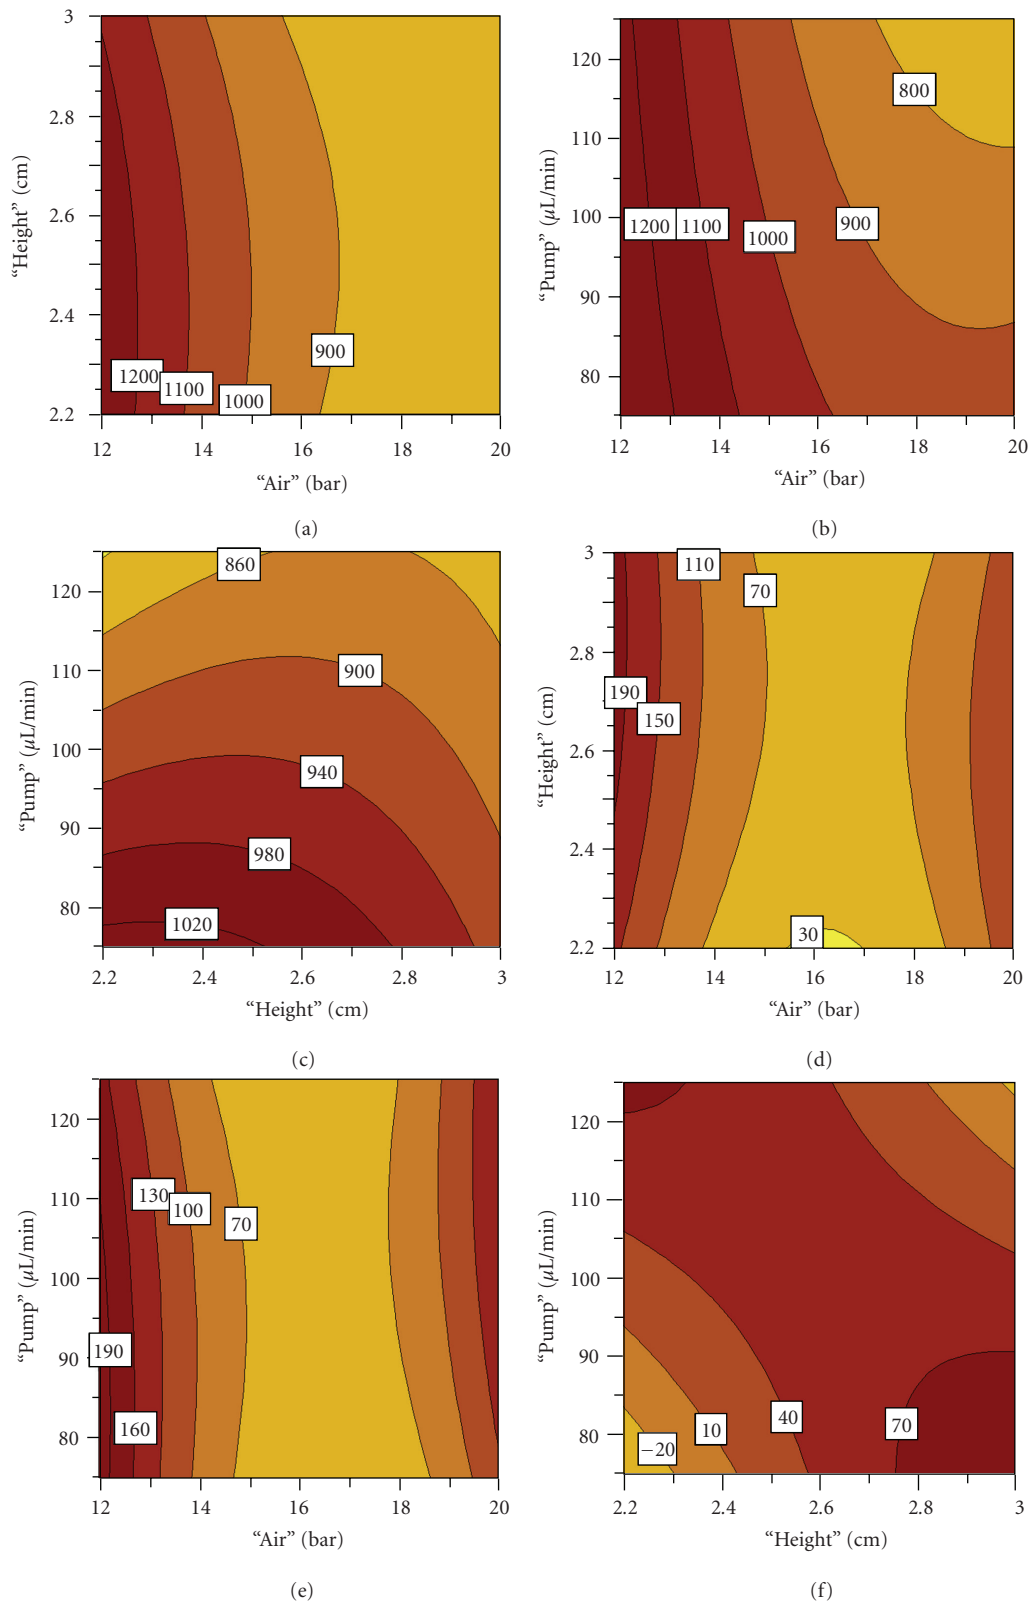 3
2.8
2.6
2.4
2.2
“Height” (cm)
1200
1100
1000
900
12 14 16 18 20
“Air” (bar)
(a)
120
110
100
90
80
“Pump” (μL/min)
1200
1100
1000
900
800
12 14 16 18 20
“Air” (bar)
(b)
120
110
100
90
80
“Pump” (μL/min)
860
900
940
980
1020
2.2 2.4 2.6 2.8 3
“Height” (cm)
(c)
3
2.8
2.6
2.4
2.2
“Height” (cm)
110
70
190
150
30
12 14 16 18 20
“Air” (bar)
(d)
120
110
100
90
80
“Pump” (μL/min)
130
100
70
190
160
12 14 16 18 20
“Air” (bar)
(e)
120
110
100
90
80
“Pump” (μL/min)
−20
10
40
70
2.2 2.4 2.6 2.8 3
“Height” (cm)
(f)